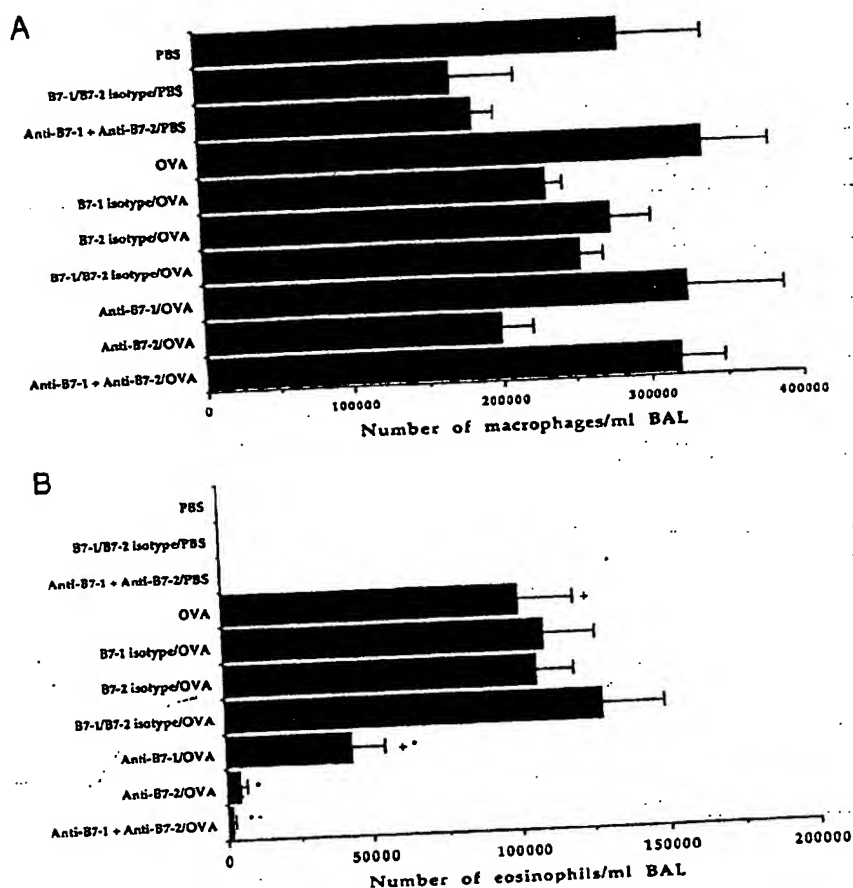 A
PBS
B7-1/B7-2 isotype/PBS
Anti-B7-1 + Anti-B7-2/PBS
OVA
B7-1 isotype/OVA
B7-2 isotype/OVA
B7-1/B7-2 isotype/OVA
Anti-B7-1/OVA
Anti-B7-2/OVA
Anti-B7-1 + Anti-B7-2/OVA
0 100000 200000 300000 400000
Number of macrophages/ml BAL
B
PBS
B7-1/B7-2 isotype/PBS
Anti-B7-1 + Anti-B7-2/PBS
OVA +
B7-1 isotype/OVA
B7-2 isotype/OVA
B7-1/B7-2 isotype/OVA
Anti-B7-1/OVA + *
Anti-B7-2/OVA *
Anti-B7-1 + Anti-B7-2/OVA **
0 50000 100000 150000 200000
Number of eosinophils/ml BAL